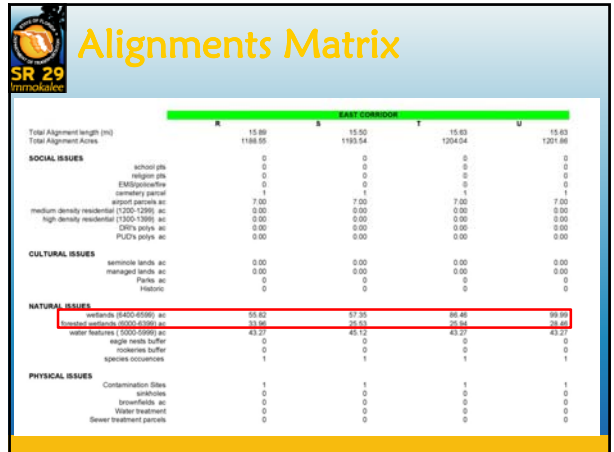 STATE OF FLORIDA
DEPARTMENT OF TRANSPORTATION
SR 29
Immokalee
Alignments Matrix
EAST CORRIDOR
R S T U
Total Alignment length (mi) 15.89 15.50 15.63 15.63
Total Alignment Acres 1188.55 1193.54 1204.04 1201.86
SOCIAL ISSUES 0 0 0 0
school pts 0 0 0 0
religion pts 0 0 0 0
EMS/police/fire 0 0 0 0
cemetery parcel 1 1 1 1
airport parcels ac 7.00 7.00 7.00 7.00
medium density residential (1200-1299) ac 0.00 0.00 0.00 0.00
high density residential (1300-1399) ac 0.00 0.00 0.00 0.00
DRI's polys ac 0.00 0.00 0.00 0.00
PUD's polys ac 0.00 0.00 0.00 0.00
CULTURAL ISSUES
seminole lands ac 0.00 0.00 0.00 0.00
managed lands ac 0.00 0.00 0.00 0.00
Parks ac 0 0 0 0
Historic 0 0 0 0
NATURAL ISSUES
wetlands (6400-6599) ac 55.82 57.35 86.46 99.99
forested wetlands (6000-6399) ac 33.96 25.53 25.94 28.46
water features ( 5000-5999) ac 43.27 45.12 43.27 43.27
eagle nests buffer 0 0 0 0
rookeries buffer 0 0 0 0
species occuences 1 1 1 1
PHYSICAL ISSUES
Contamination Sites 1 1 1 1
sinkholes 0 0 0 0
brownfields ac 0 0 0 0
Water treatment 0 0 0 0
Sewer treatment parcels 0 0 0 0